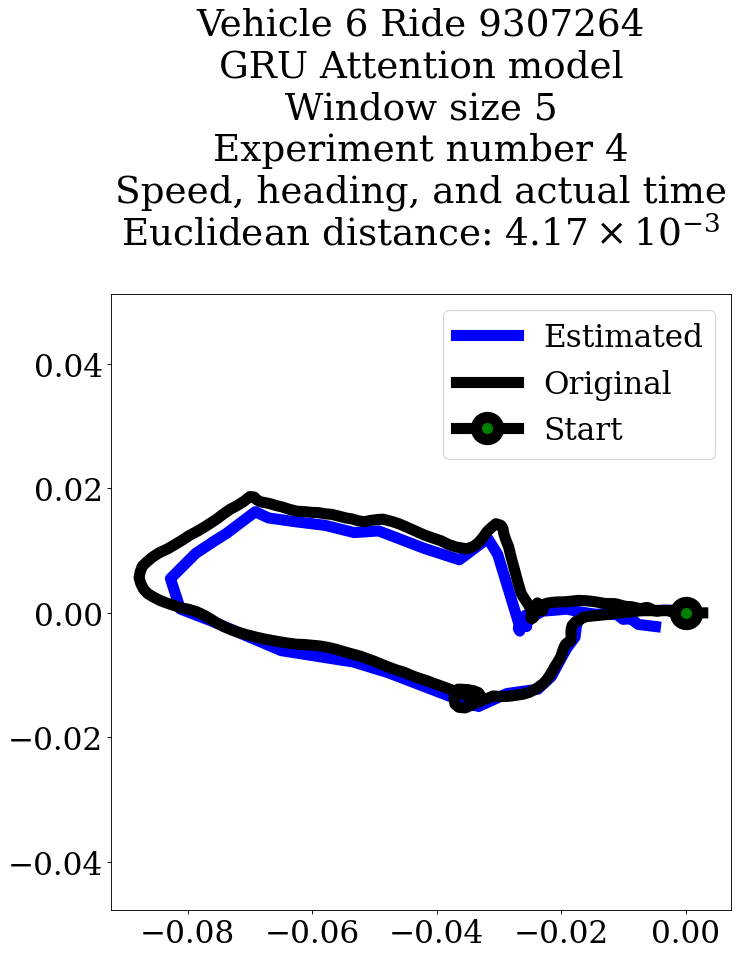 Vehicle 6 Ride 9307264
GRU Attention model
Window size 5
Experiment number 4
Speed, heading, and actual time
Euclidean distance: 4.17 × 10⁻³
Estimated
Original
Start
0.04
0.02
0.00
−0.02
−0.04
−0.08 −0.06 −0.04 −0.02 0.00